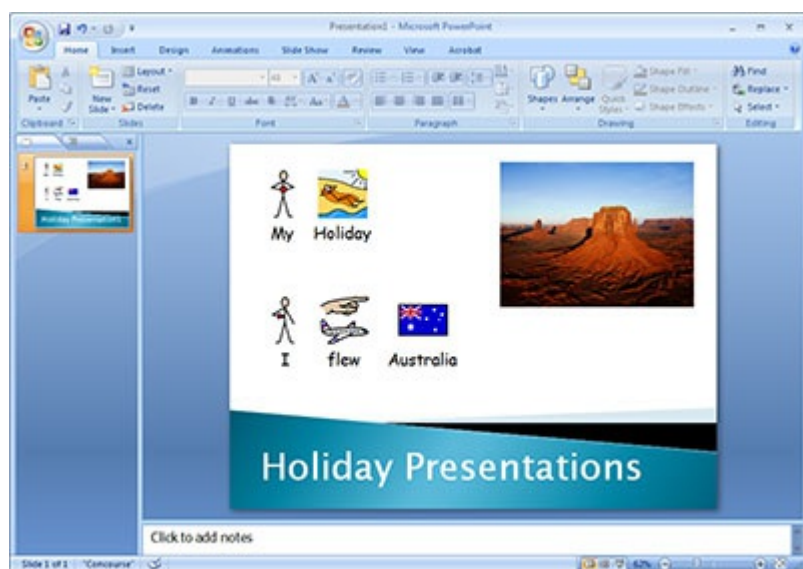 Presentation1 - Microsoft PowerPoint
Home Insert Design Animations Slide Show Review View Acrobat
Paste
New Slide
Layout
Reset
Delete
Shapes Arrange Quick Styles
Shape Fill
Shape Outline
Shape Effects
Find
Replace
Select
Clipboard Slides Font Paragraph Drawing Editing
My Holiday
I flew Australia
Holiday Presentations
Click to add notes
Slide 1 of 1 "Concourse" 62%